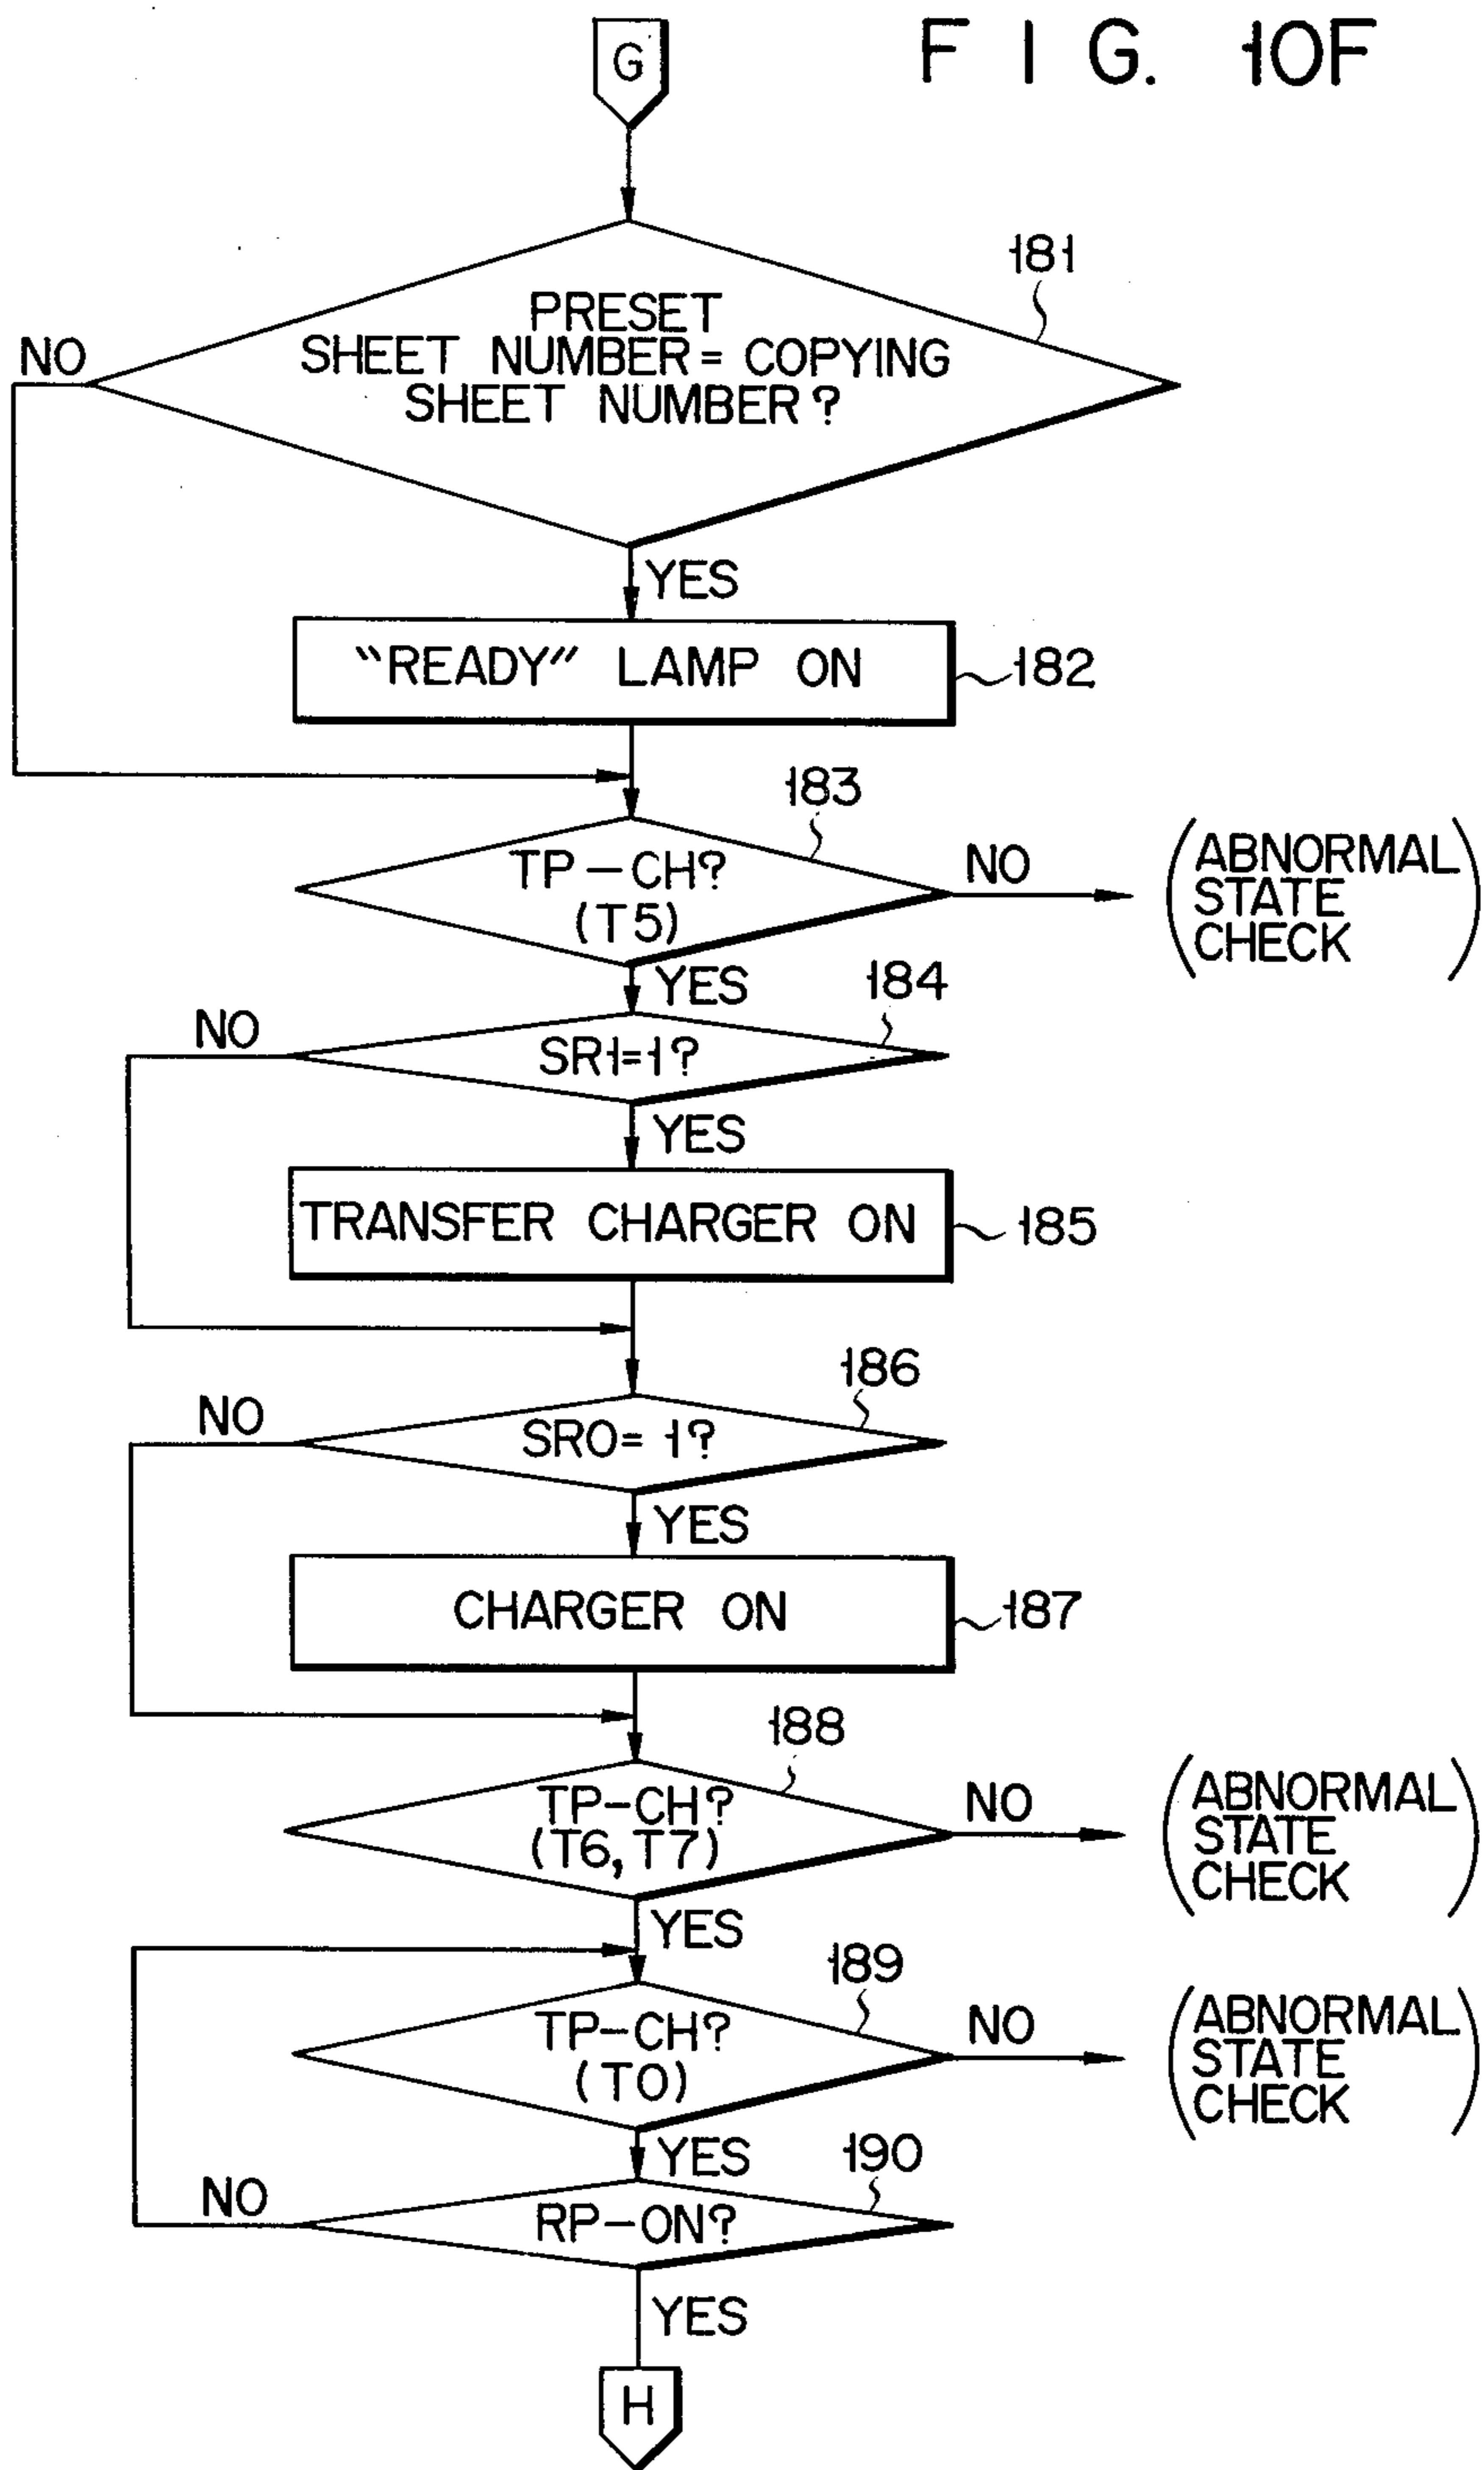 F I G. 10F
G
181
PRESET
SHEET NUMBER = COPYING
SHEET NUMBER?
NO
YES
"READY" LAMP ON
182
183
TP-CH?
(T5)
NO
(ABNORMAL
STATE
CHECK)
YES
184
NO
SR1=1?
YES
TRANSFER CHARGER ON
185
186
NO
SR0= 1?
YES
CHARGER ON
187
188
TP-CH?
(T6,T7)
NO
(ABNORMAL
STATE
CHECK)
YES
189
TP-CH?
(T0)
NO
(ABNORMAL
STATE
CHECK)
YES
190
NO
RP-ON?
YES
H